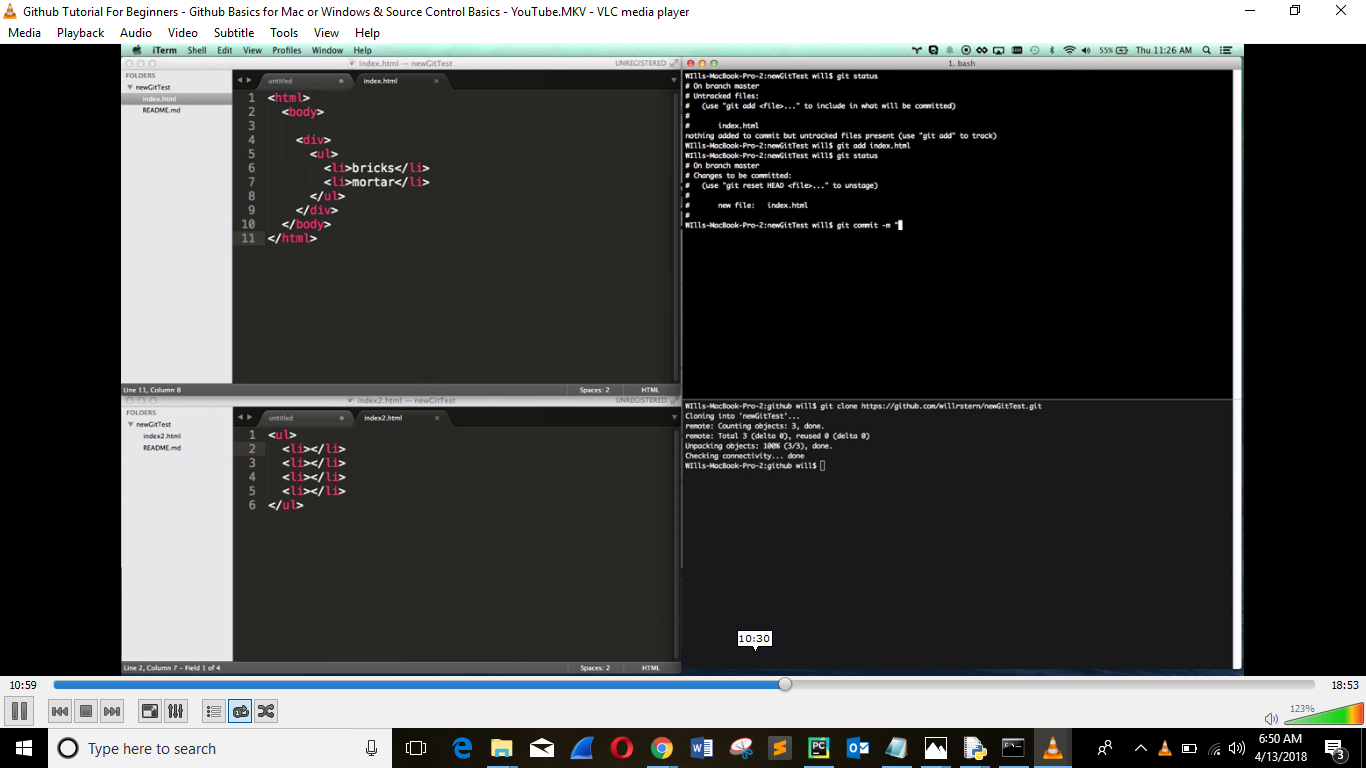 Github Tutorial For Beginners - Github Basics for Mac or Windows & Source Control Basics - YouTube.MKV - VLC media player
Media Playback Audio Video Subtitle Tools View Help
iTerm Shell Edit View Profiles Window Help
55% Thu 11:26 AM
index.html — newGitTest UNREGISTERED
FOLDERS
newGitTest
index.html
README.md
untitled index.html
1 <html>
2 <body>
3
4 <div>
5 <ul>
6 <li>bricks</li>
7 <li>mortar</li>
8 </ul>
9 </div>
10 </body>
11 </html>
Line 11, Column 8 Spaces: 2 HTML
index2.html — newGitTest UNREGISTERED
FOLDERS
newGitTest
index2.html
README.md
untitled index2.html
1 <ul>
2 <li></li>
3 <li></li>
4 <li></li>
5 <li></li>
6 </ul>
Line 2, Column 7 - Field 1 of 4 Spaces: 2 HTML
1. bash
WIlls-MacBook-Pro-2:newGitTest will$ git status
# On branch master
# Untracked files:
# (use "git add <file>..." to include in what will be committed)
#
# index.html
nothing added to commit but untracked files present (use "git add" to track)
WIlls-MacBook-Pro-2:newGitTest will$ git add index.html
WIlls-MacBook-Pro-2:newGitTest will$ git status
# On branch master
# Changes to be committed:
# (use "git reset HEAD <file>..." to unstage)
#
# new file: index.html
#
WIlls-MacBook-Pro-2:newGitTest will$ git commit -m "
WIlls-MacBook-Pro-2:github will$ git clone https://github.com/willrstern/newGitTest.git
Cloning into 'newGitTest'...
remote: Counting objects: 3, done.
remote: Total 3 (delta 0), reused 0 (delta 0)
Unpacking objects: 100% (3/3), done.
Checking connectivity... done
WIlls-MacBook-Pro-2:github will$
10:30
10:59 18:53
123%
Type here to search
6:50 AM
4/13/2018
3